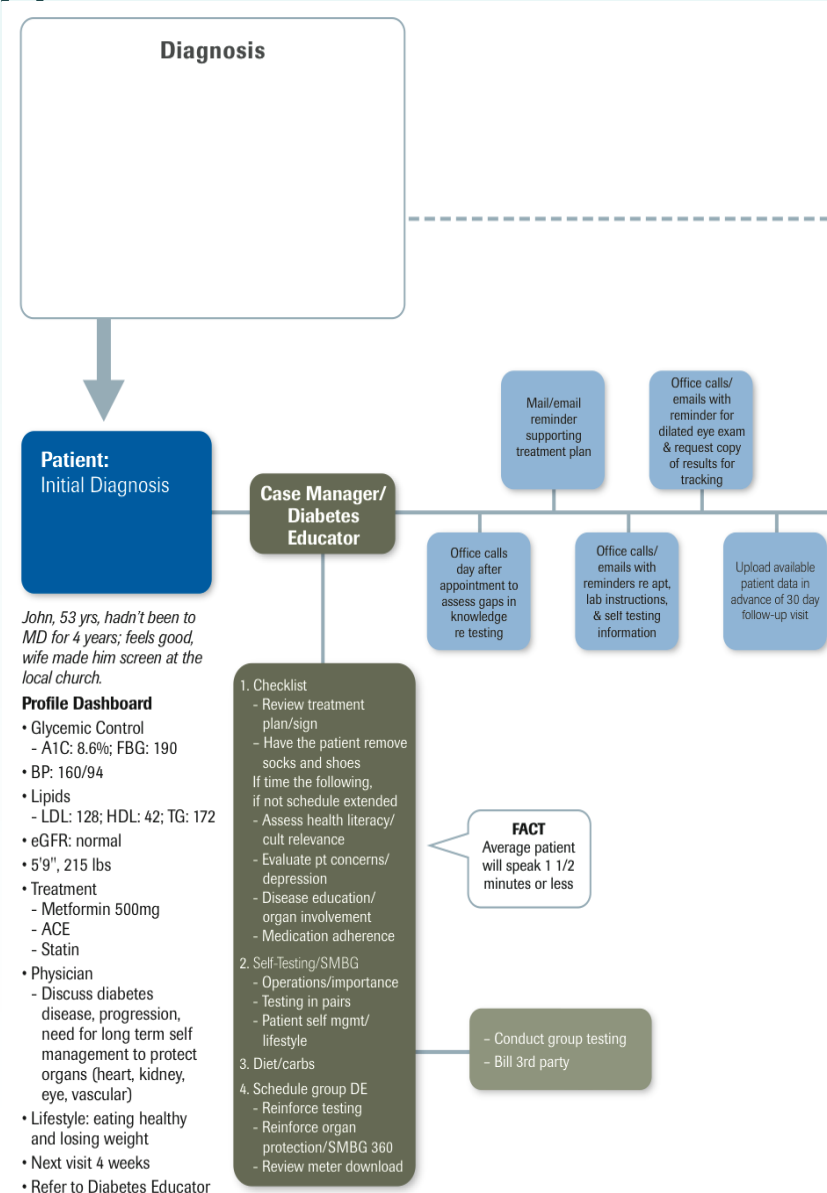 Diagnosis
Patient:
Initial Diagnosis
John, 53 yrs, hadn't been to
MD for 4 years; feels good,
wife made him screen at the
local church.
Profile Dashboard
• Glycemic Control
- A1C: 8.6%; FBG: 190
• BP: 160/94
• Lipids
- LDL: 128; HDL: 42; TG: 172
• eGFR: normal
• 5'9", 215 lbs
• Treatment
- Metformin 500mg
- ACE
- Statin
• Physician
- Discuss diabetes
disease, progression,
need for long term self
management to protect
organs (heart, kidney,
eye, vascular)
• Lifestyle: eating healthy
and losing weight
• Next visit 4 weeks
• Refer to Diabetes Educator
Case Manager/
Diabetes
Educator
1. Checklist
- Review treatment
plan/sign
– Have the patient remove
socks and shoes
If time the following,
if not schedule extended
- Assess health literacy/
cult relevance
- Evaluate pt concerns/
depression
- Disease education/
organ involvement
- Medication adherence
2. Self-Testing/SMBG
- Operations/importance
- Testing in pairs
- Patient self mgmt/
lifestyle
3. Diet/carbs
4. Schedule group DE
- Reinforce testing
- Reinforce organ
protection/SMBG 360
- Review meter download
Office calls
day after
appointment to
assess gaps in
knowledge
re testing
Mail/email
reminder
supporting
treatment plan
Office calls/
emails with
reminders re apt,
lab instructions,
& self testing
information
Office calls/
emails with
reminder for
dilated eye exam
& request copy
of results for
tracking
Upload available
patient data in
advance of 30 day
follow-up visit
FACT
Average patient
will speak 1 1/2
minutes or less
– Conduct group testing
– Bill 3rd party